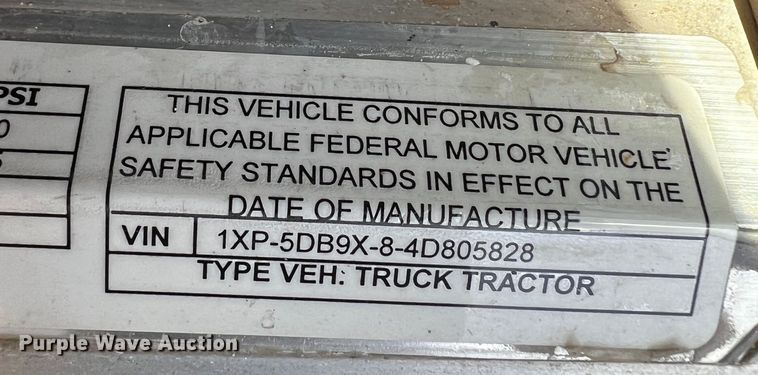 PSI
0
THIS VEHICLE CONFORMS TO ALL
APPLICABLE FEDERAL MOTOR VEHICLE
SAFETY STANDARDS IN EFFECT ON THE
DATE OF MANUFACTURE
VIN 1XP-5DB9X-8-4D805828
TYPE VEH: TRUCK TRACTOR
Purple Wave Auction